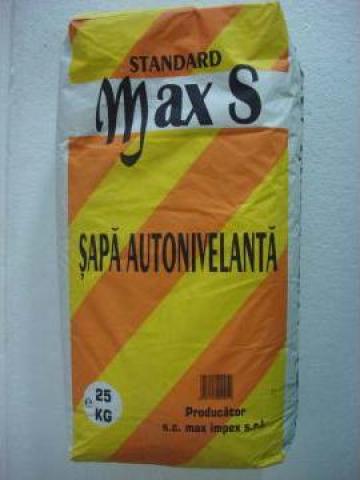 STANDARD
Max S
ȘAPĂ AUTONIVELANTĂ
e 25
KG
Producător
s.c. max impex s.r.l.